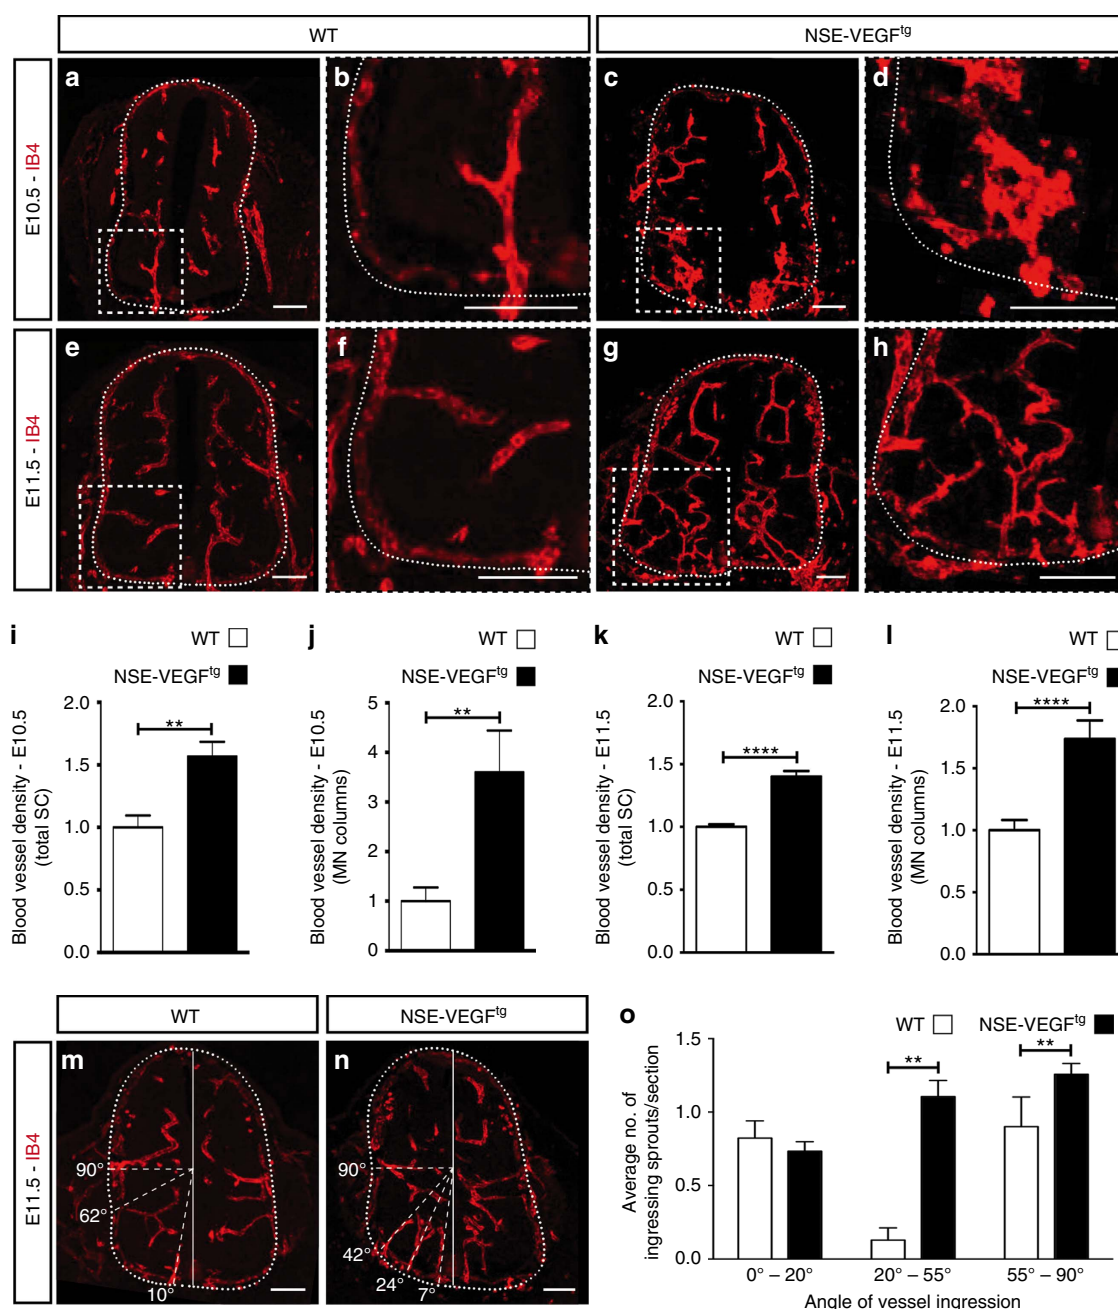 WT
NSE-VEGFtg
E10.5 - IB4
a
b
c
d
E11.5 - IB4
e
f
g
h
i
WT
NSE-VEGFtg
Blood vessel density - E10.5
(total SC)
2.0
1.5
1.0
0.5
0.0
**
j
WT
NSE-VEGFtg
Blood vessel density - E10.5
(MN columns)
5
4
3
2
1
0
**
k
WT
NSE-VEGFtg
Blood vessel density - E11.5
(total SC)
2.0
1.5
1.0
0.5
0.0
****
l
WT
NSE-VEGFtg
Blood vessel density - E11.5
(MN columns)
2.0
1.5
1.0
0.5
0.0
****
WT
NSE-VEGFtg
E11.5 - IB4
m
90°
62°
10°
n
90°
42°
24°
7°
o
WT
NSE-VEGFtg
Average no. of
ingressing sprouts/section
1.5
1.0
0.5
0.0
**
**
0° – 20°
20° – 55°
55° – 90°
Angle of vessel ingression